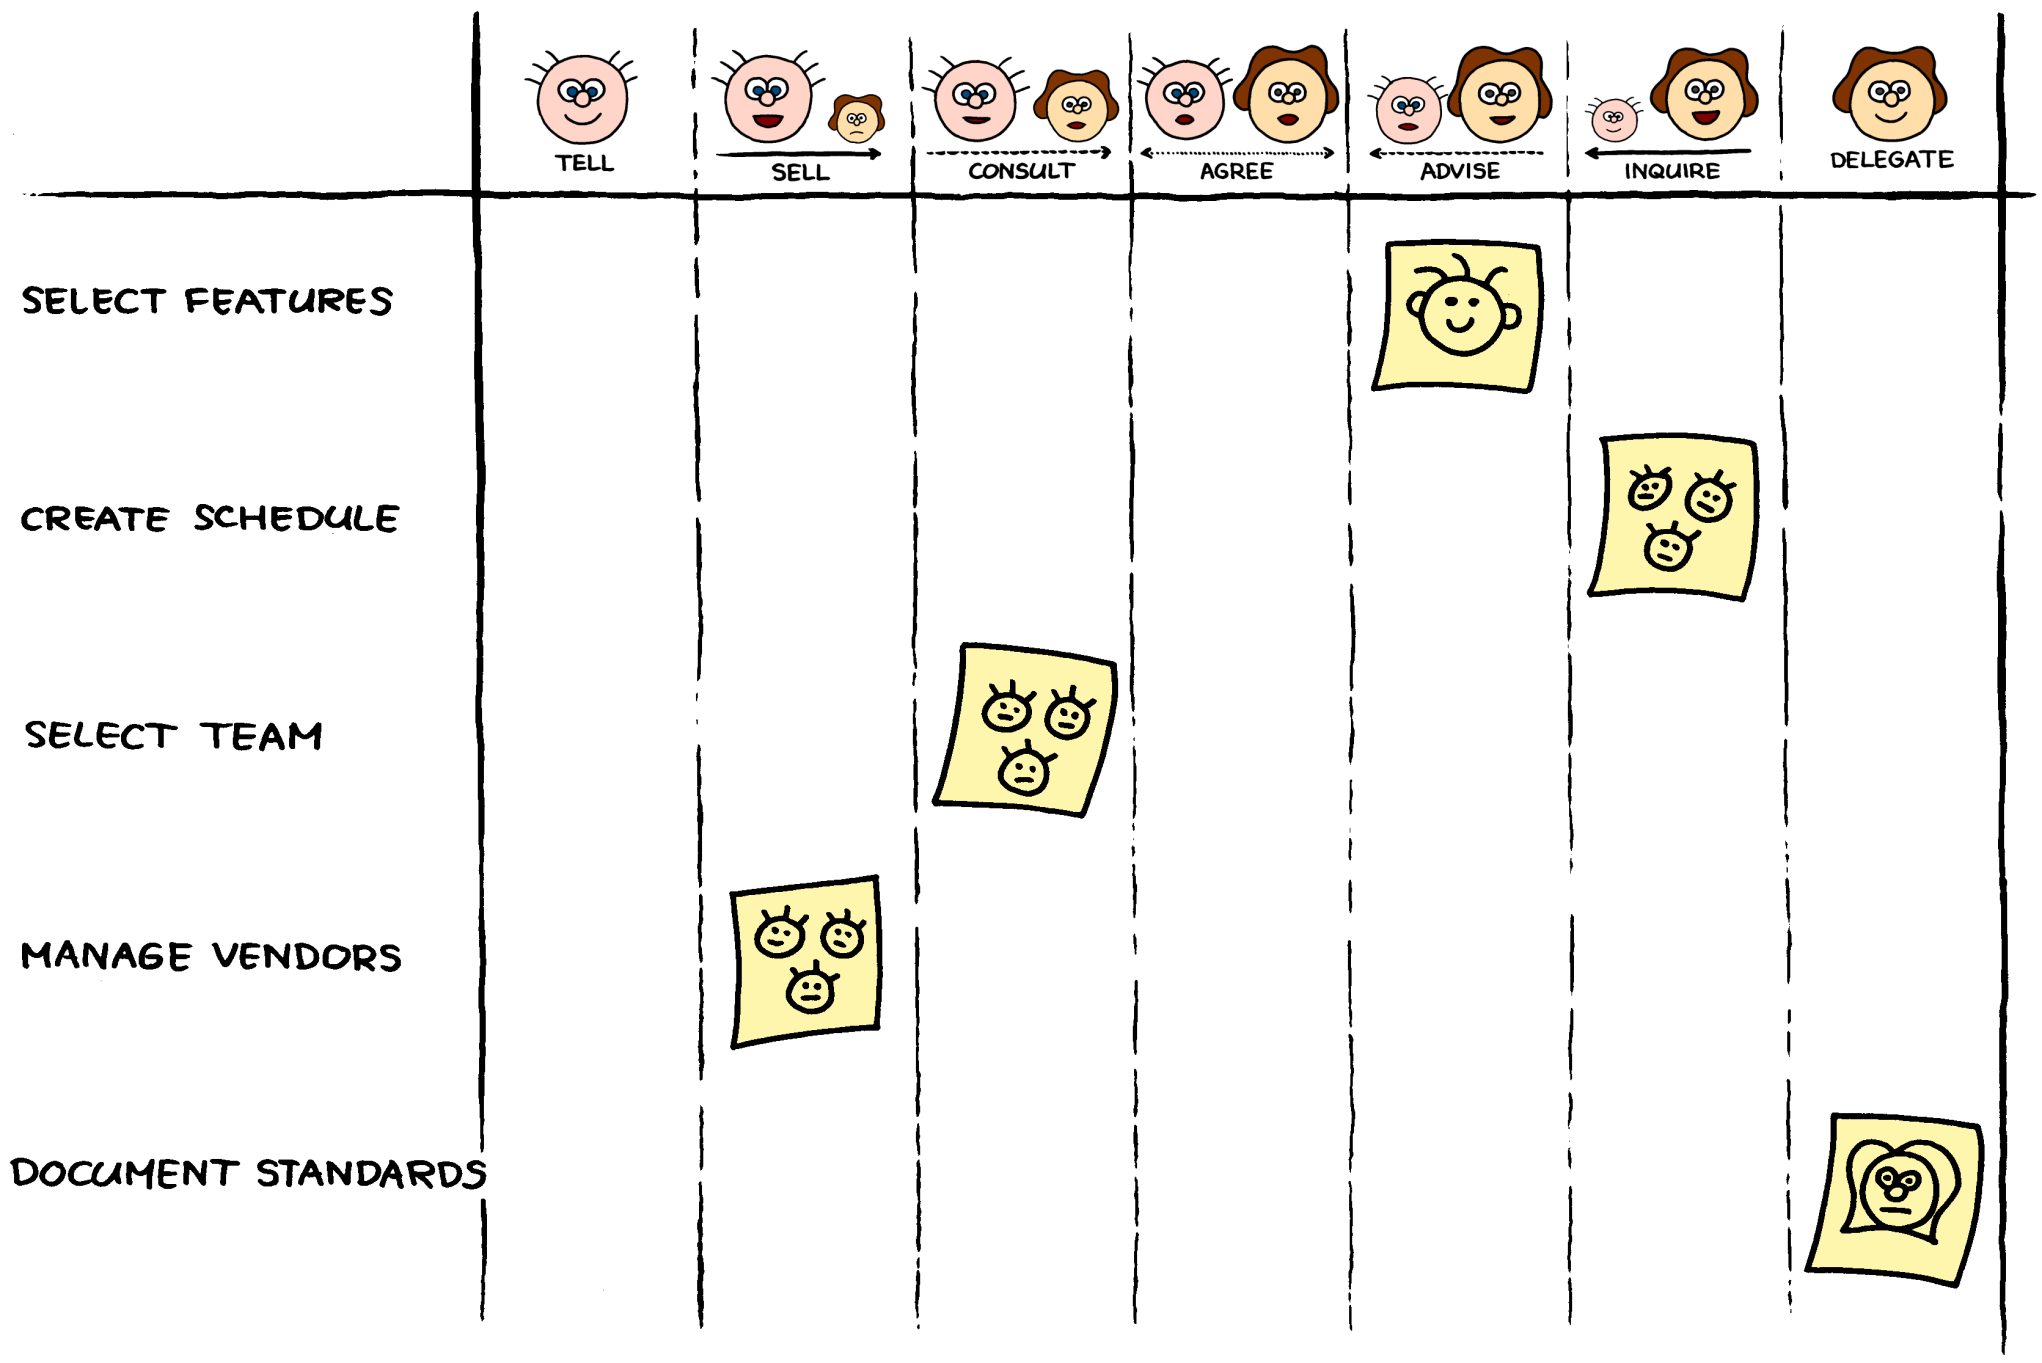 TELL
SELL
CONSULT
AGREE
ADVISE
INQUIRE
DELEGATE
SELECT FEATURES
CREATE SCHEDULE
SELECT TEAM
MANAGE VENDORS
DOCUMENT STANDARDS